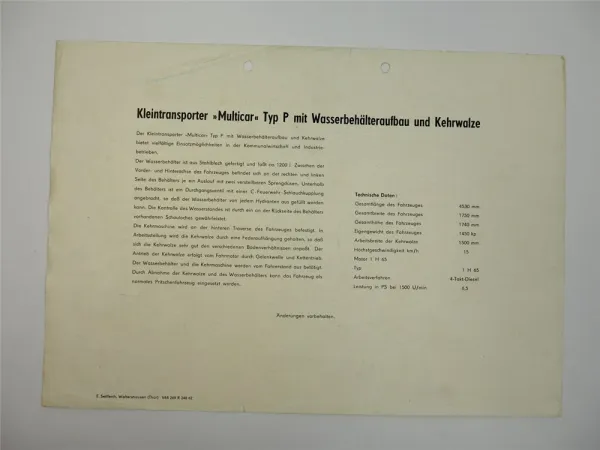 Kleintransporter »Multicar« Typ P mit Wasserbehälteraufbau und Kehrwalze
Der Kleintransporter »Multicar« Typ P mit Wasserbehälteraufbau und Kehrwalze
bietet vielfältige Einsatzmöglichkeiten in der Kommunalwirtschaft und Industrie-
betrieben.
Der Wasserbehälter ist aus Stahlblech gefertigt und faßt ca. 1200 l. Zwischen der
Vorder- und Hinterachse des Fahrzeuges befindet sich an der rechten und linken
Seite des Behälters je ein Auslauf mit zwei verstellbaren Sprengdüsen. Unterhalb
des Behälters ist ein Durchgangsventil mit einer C-Feuerwehr-Schlauchkupplung
angebracht, so daß der Wasserbehälter von jedem Hydranten aus gefüllt werden
kann. Die Kontrolle des Wasserstandes ist durch ein an der Rückseite des Behälters
vorhandenen Schauloches gewährleistet.
Die Kehrmaschine wird an der hinteren Traverse des Fahrzeuges befestigt. In
Arbeitsstellung wird die Kehrwalze durch eine Federaufhängung gehalten, so daß
sich die Kehrwalze sehr gut den verschiedenen Bodenverhältnissen anpaßt. Der
Antrieb der Kehrwalze erfolgt vom Fahrmotor durch Gelenkwelle und Kettentrieb.
Der Wasserbehälter und die Kehrmaschine werden vom Fahrerstand aus betätigt.
Durch Abnahme der Kehrwalze und des Wasserbehälters kann das Fahrzeug als
normales Pritschenfahrzeug eingesetzt werden.
Technische Daten:
Gesamtlänge des Fahrzeuges 4530 mm
Gesamtbreite des Fahrzeuges 1750 mm
Gesamthöhe des Fahrzeuges mm
Eigengewicht des Fahrzeuges kg
Arbeitsbreite der Kehrwalze 1500 mm
Höchstgeschwindigkeit km/h 15
Motor 1 H 65
Typ 1 H 65
Arbeitsverfahren 4-Takt-Diesel
Leistung in PS bei 1500 U/min 6,5
Änderungen vorbehalten.
Waltershausen (Thür.)